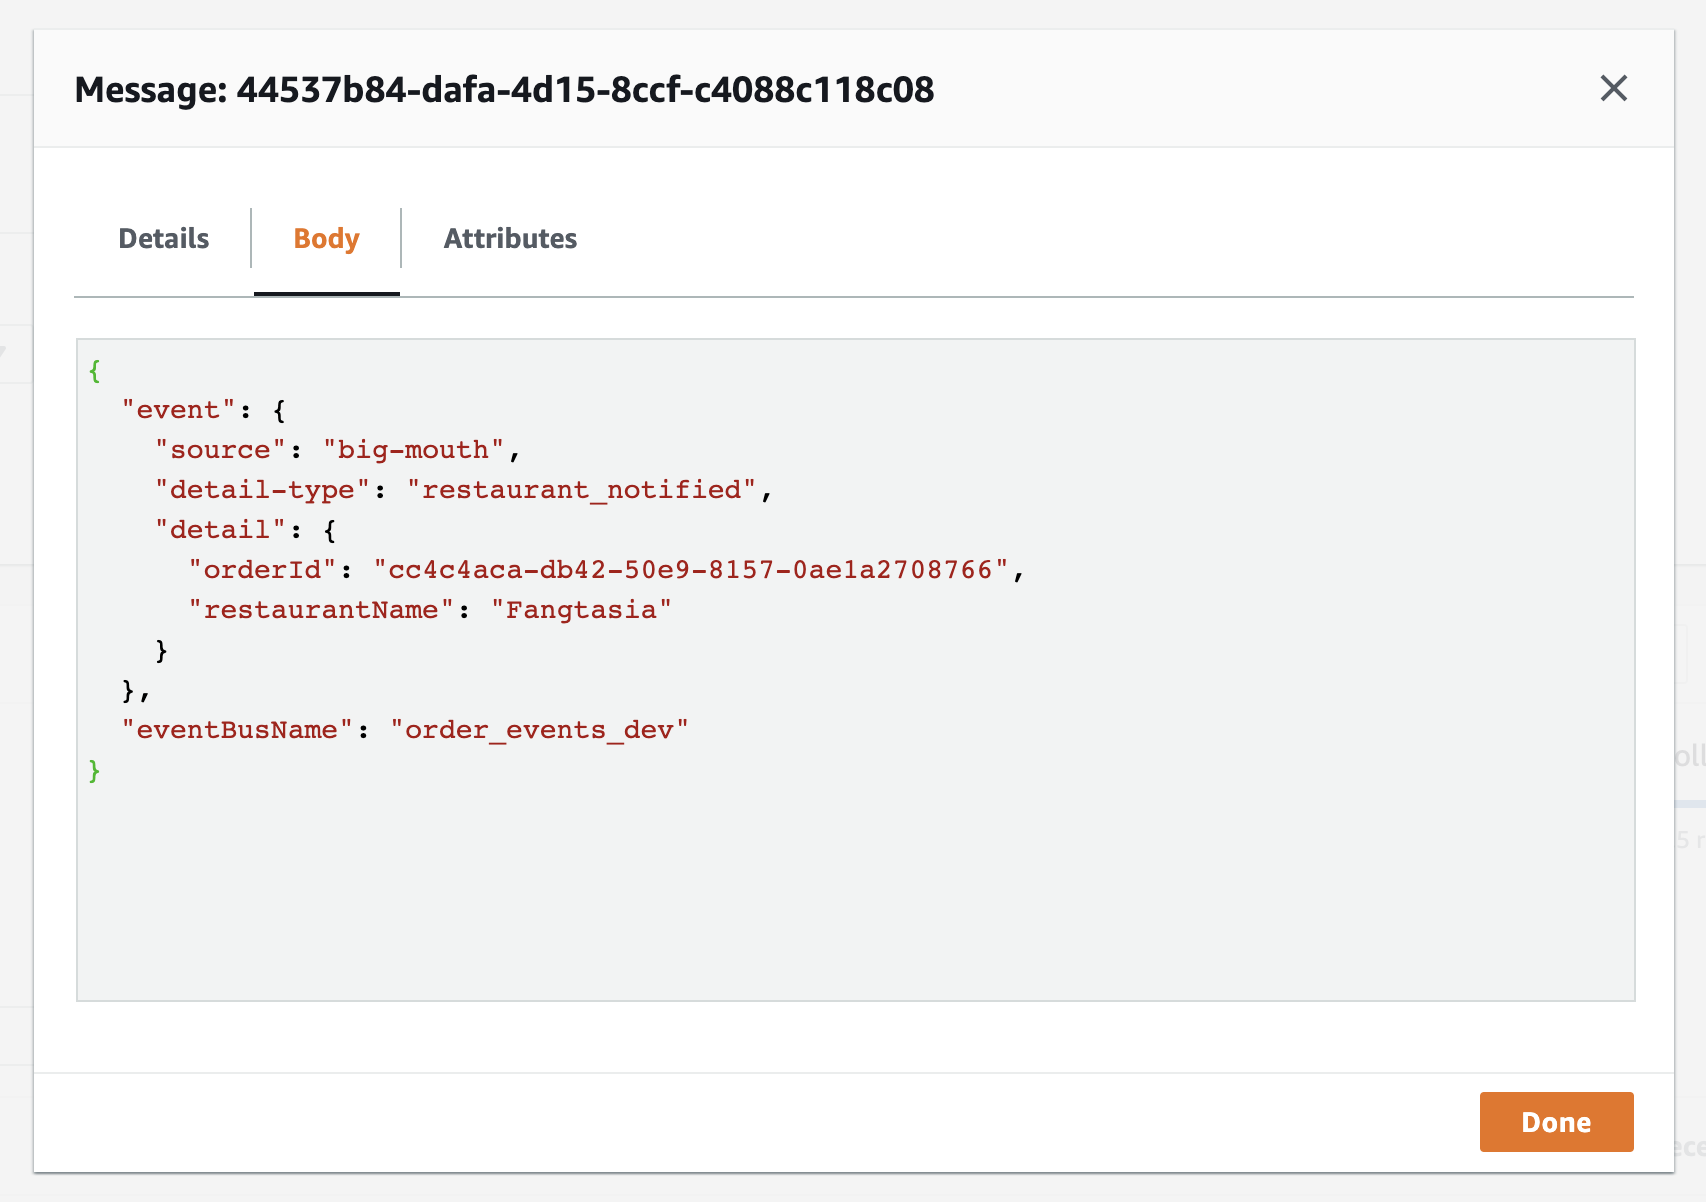 Message: 44537b84-dafa-4d15-8ccf-c4088c118c08
Details Body Attributes
{
  "event": {
    "source": "big-mouth",
    "detail-type": "restaurant_notified",
    "detail": {
      "orderId": "cc4c4aca-db42-50e9-8157-0ae1a2708766",
      "restaurantName": "Fangtasia"
    }
  },
  "eventBusName": "order_events_dev"
}
Done